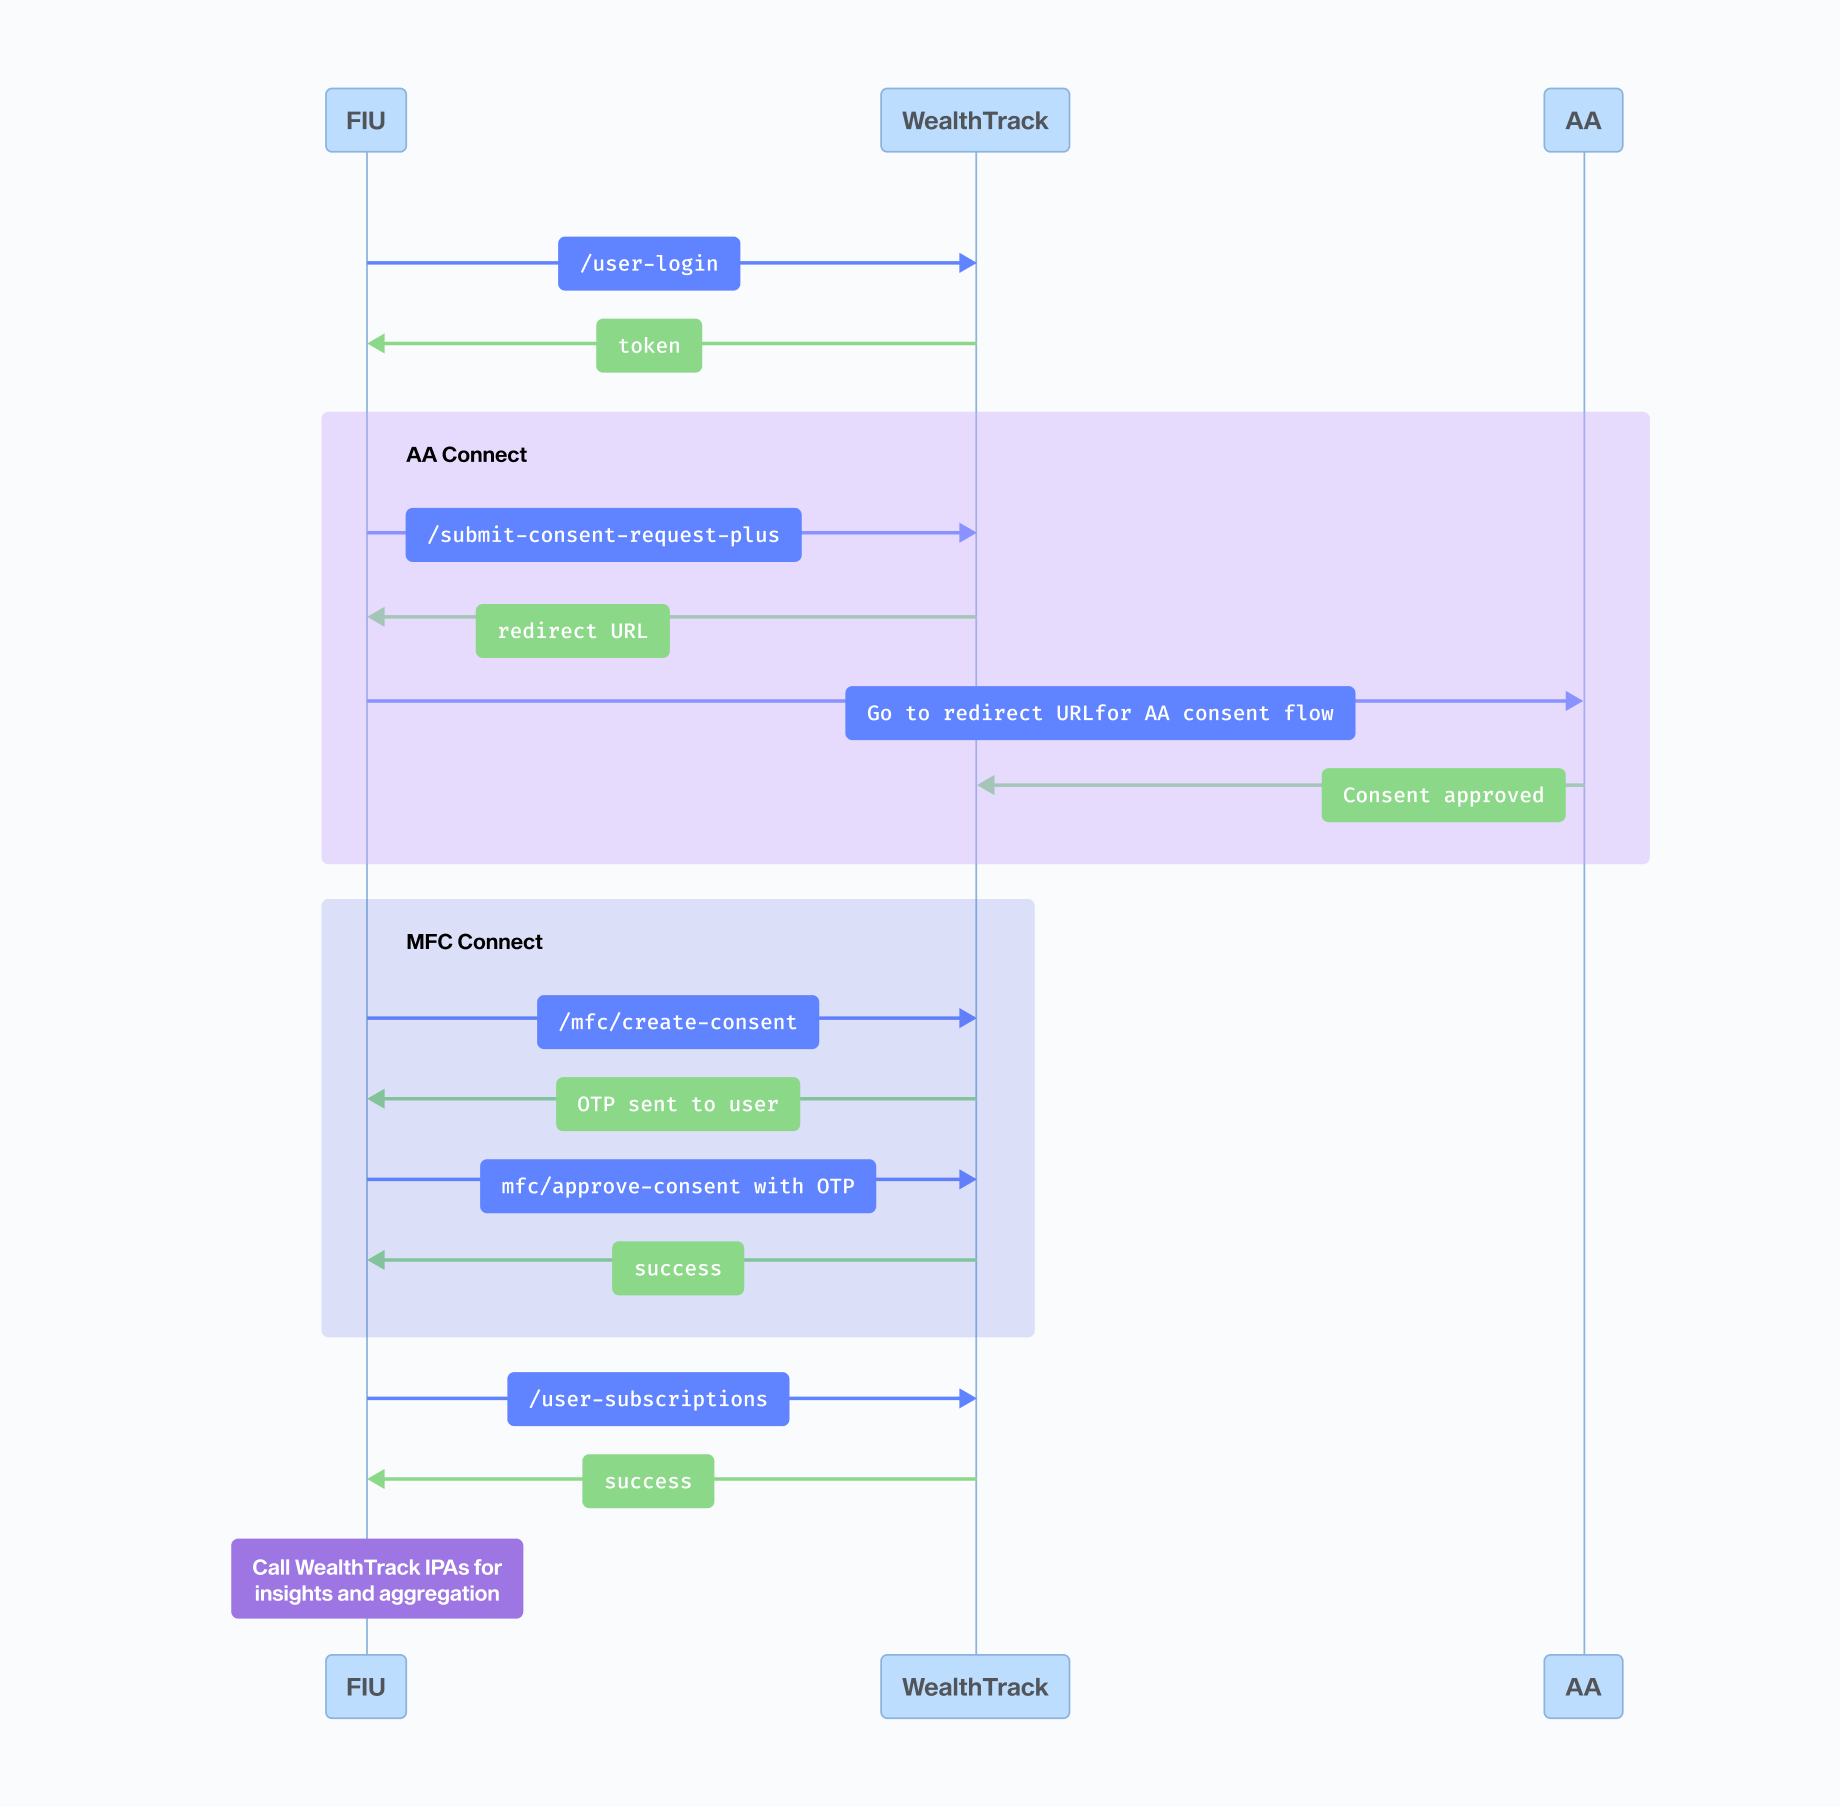 FIU
WealthTrack
AA
/user-login
token
AA Connect
/submit-consent-request-plus
redirect URL
Go to redirect URLfor AA consent flow
Consent approved
MFC Connect
/mfc/create-consent
OTP sent to user
mfc/approve-consent with OTP
success
/user-subscriptions
success
Call WealthTrack IPAs for
insights and aggregation
FIU
WealthTrack
AA